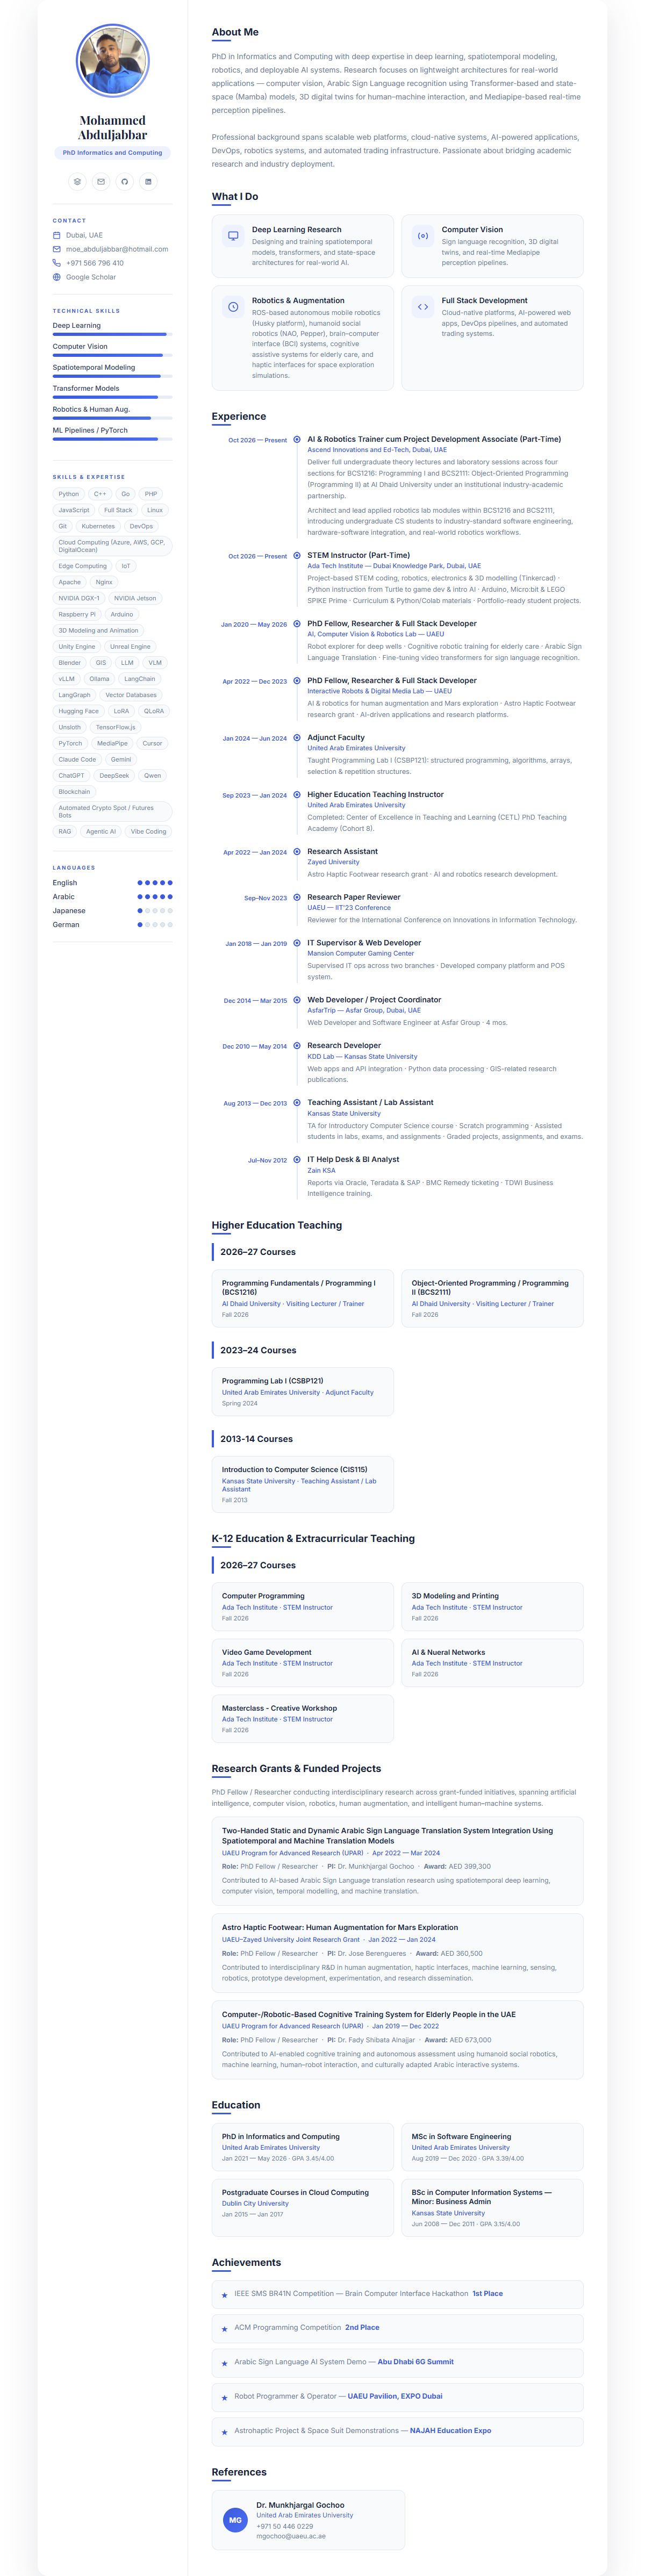 Mohammed
Abduljabbar
PhD Informatics and Computing
CONTACT
Dubai, UAE
moe_abduljabbar@hotmail.com
+971 566 796 410
Google Scholar
TECHNICAL SKILLS
Deep Learning
Computer Vision
Spatiotemporal Modeling
Transformer Models
Robotics & Human Aug.
ML Pipelines / PyTorch
SKILLS & EXPERTISE
Python C++ Go PHP
JavaScript Full Stack Linux
Git Kubernetes DevOps
Cloud Computing (Azure, AWS, GCP,
DigitalOcean)
Edge Computing IoT
Apache Nginx
NVIDIA DGX-1 NVIDIA Jetson
Raspberry Pi Arduino
3D Modeling and Animation
Unity Engine Unreal Engine
Blender GIS LLM VLM
vLLM Ollama LangChain
LangGraph Vector Databases
Hugging Face LoRA QLoRA
Unsloth TensorFlow.js
PyTorch MediaPipe Cursor
Claude Code Gemini
ChatGPT DeepSeek Qwen
Blockchain
Automated Crypto Spot / Futures
Bots
RAG Agentic AI Vibe Coding
LANGUAGES
English
Arabic
Japanese
German
About Me
PhD in Informatics and Computing with deep expertise in deep learning, spatiotemporal modeling,
robotics, and deployable AI systems. Research focuses on lightweight architectures for real-world
applications — computer vision, Arabic Sign Language recognition using Transformer-based and state-
space (Mamba) models, 3D digital twins for human–machine interaction, and Mediapipe-based real-time
perception pipelines.
Professional background spans scalable web platforms, cloud-native systems, AI-powered applications,
DevOps, robotics systems, and automated trading infrastructure. Passionate about bridging academic
research and industry deployment.
What I Do
Deep Learning Research
Designing and training spatiotemporal
models, transformers, and state-space
architectures for real-world AI.
Computer Vision
Sign language recognition, 3D digital
twins, and real-time Mediapipe
perception pipelines.
Robotics & Augmentation
ROS-based autonomous mobile robotics
(Husky platform), humanoid social
robotics (NAO, Pepper), brain–computer
interface (BCI) systems, cognitive
assistive systems for elderly care, and
haptic interfaces for space exploration
simulations.
Full Stack Development
Cloud-native platforms, AI-powered web
apps, DevOps pipelines, and automated
trading systems.
Experience
Oct 2026 — Present
AI & Robotics Trainer cum Project Development Associate (Part-Time)
Ascend Innovations and Ed-Tech, Dubai, UAE
Deliver full undergraduate theory lectures and laboratory sessions across four
sections for BCS1216: Programming I and BCS2111: Object-Oriented Programming
(Programming II) at Al Dhaid University under an institutional industry-academic
partnership.
Architect and lead applied robotics lab modules within BCS1216 and BCS2111,
introducing undergraduate CS students to industry-standard software engineering,
hardware–software integration, and real-world robotics workflows.
Oct 2026 — Present
STEM Instructor (Part-Time)
Ada Tech Institute — Dubai Knowledge Park, Dubai, UAE
Project-based STEM coding, robotics, electronics & 3D modelling (Tinkercad) ·
Python instruction from Turtle to game dev & intro AI · Arduino, Micro:bit & LEGO
SPIKE Prime · Curriculum & Python/Colab materials · Portfolio-ready student projects.
Jan 2020 — May 2026
PhD Fellow, Researcher & Full Stack Developer
AI, Computer Vision & Robotics Lab — UAEU
Robot explorer for deep wells · Cognitive robotic training for elderly care · Arabic Sign
Language Translation · Fine-tuning video transformers for sign language recognition.
Apr 2022 — Dec 2023
PhD Fellow, Researcher & Full Stack Developer
Interactive Robots & Digital Media Lab — UAEU
AI & robotics for human augmentation and Mars exploration · Astro Haptic Footwear
research grant · AI-driven applications and research platforms.
Jan 2024 — Jun 2024
Adjunct Faculty
United Arab Emirates University
Taught Programming Lab I (CSBP121): structured programming, algorithms, arrays,
selection & repetition structures.
Sep 2023 — Jan 2024
Higher Education Teaching Instructor
United Arab Emirates University
Completed: Center of Excellence in Teaching and Learning (CETL) PhD Teaching
Academy (Cohort 8).
Apr 2022 — Jan 2024
Research Assistant
Zayed University
Astro Haptic Footwear research grant · AI and robotics research development.
Sep–Nov 2023
Research Paper Reviewer
UAEU — IIT'23 Conference
Reviewer for the International Conference on Innovations in Information Technology.
Jan 2018 — Jan 2019
IT Supervisor & Web Developer
Mansion Computer Gaming Center
Supervised IT ops across two branches · Developed company platform and POS
system.
Dec 2014 — Mar 2015
Web Developer / Project Coordinator
AsfarTrip — Asfar Group, Dubai, UAE
Web Developer and Software Engineer at Asfar Group · 4 mos.
Dec 2010 — May 2014
Research Developer
KDD Lab — Kansas State University
Web apps and API integration · Python data processing · GIS-related research
publications.
Aug 2013 — Dec 2013
Teaching Assistant / Lab Assistant
Kansas State University
TA for Introductory Computer Science course · Scratch programming · Assisted
students in labs, exams, and assignments · Graded projects, assignments, and exams.
Jul–Nov 2012
IT Help Desk & BI Analyst
Zain KSA
Reports via Oracle, Teradata & SAP · BMC Remedy ticketing · TDWI Business
Intelligence training.
Higher Education Teaching
2026–27 Courses
Programming Fundamentals / Programming I
(BCS1216)
Al Dhaid University · Visiting Lecturer / Trainer
Fall 2026
Object-Oriented Programming / Programming
II (BCS2111)
Al Dhaid University · Visiting Lecturer / Trainer
Fall 2026
2023–24 Courses
Programming Lab I (CSBP121)
United Arab Emirates University · Adjunct Faculty
Spring 2024
2013-14 Courses
Introduction to Computer Science (CIS115)
Kansas State University · Teaching Assistant / Lab
Assistant
Fall 2013
K-12 Education & Extracurricular Teaching
2026–27 Courses
Computer Programming
Ada Tech Institute · STEM Instructor
Fall 2026
3D Modeling and Printing
Ada Tech Institute · STEM Instructor
Fall 2026
Video Game Development
Ada Tech Institute · STEM Instructor
Fall 2026
AI & Nueral Networks
Ada Tech Institute · STEM Instructor
Fall 2026
Masterclass - Creative Workshop
Ada Tech Institute · STEM Instructor
Fall 2026
Research Grants & Funded Projects
PhD Fellow / Researcher conducting interdisciplinary research across grant-funded initiatives, spanning artificial
intelligence, computer vision, robotics, human augmentation, and intelligent human–machine systems.
Two-Handed Static and Dynamic Arabic Sign Language Translation System Integration Using
Spatiotemporal and Machine Translation Models
UAEU Program for Advanced Research (UPAR) · Apr 2022 — Mar 2024
Role: PhD Fellow / Researcher · PI: Dr. Munkhjargal Gochoo · Award: AED 399,300
Contributed to AI-based Arabic Sign Language translation research using spatiotemporal deep learning,
computer vision, temporal modelling, and machine translation.
Astro Haptic Footwear: Human Augmentation for Mars Exploration
UAEU–Zayed University Joint Research Grant · Jan 2022 — Jan 2024
Role: PhD Fellow / Researcher · PI: Dr. Jose Berengueres · Award: AED 360,500
Contributed to interdisciplinary R&D in human augmentation, haptic interfaces, machine learning, sensing,
robotics, prototype development, experimentation, and research dissemination.
Computer-/Robotic-Based Cognitive Training System for Elderly People in the UAE
UAEU Program for Advanced Research (UPAR) · Jan 2019 — Dec 2022
Role: PhD Fellow / Researcher · PI: Dr. Fady Shibata Alnajjar · Award: AED 673,000
Contributed to AI-enabled cognitive training and autonomous assessment using humanoid social robotics,
machine learning, human–robot interaction, and culturally adapted Arabic interactive systems.
Education
PhD in Informatics and Computing
United Arab Emirates University
Jan 2021 — May 2026 · GPA 3.45/4.00
MSc in Software Engineering
United Arab Emirates University
Aug 2019 — Dec 2020 · GPA 3.39/4.00
Postgraduate Courses in Cloud Computing
Dublin City University
Jan 2015 — Jan 2017
BSc in Computer Information Systems —
Minor: Business Admin
Kansas State University
Jun 2008 — Dec 2011 · GPA 3.15/4.00
Achievements
IEEE SMS BR41N Competition — Brain Computer Interface Hackathon 1st Place
ACM Programming Competition 2nd Place
Arabic Sign Language AI System Demo — Abu Dhabi 6G Summit
Robot Programmer & Operator — UAEU Pavilion, EXPO Dubai
Astrohaptic Project & Space Suit Demonstrations — NAJAH Education Expo
References
MG
Dr. Munkhjargal Gochoo
United Arab Emirates University
+971 50 446 0229
mgochoo@uaeu.ac.ae